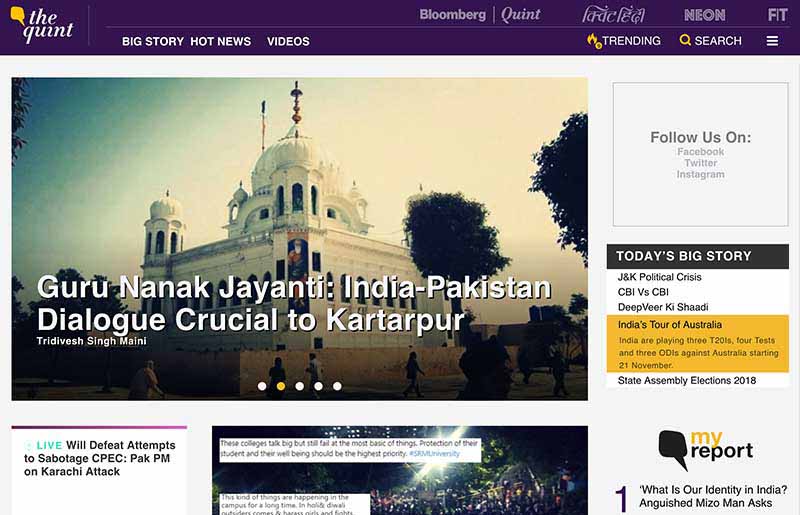 the quint
Bloomberg | Quint
क्विंट हिंदी
NEON
FIT
BIG STORY HOT NEWS VIDEOS
TRENDING
SEARCH
Guru Nanak Jayanti: India-Pakistan
Dialogue Crucial to Kartarpur
Tridivesh Singh Maini
Follow Us On:
Facebook
Twitter
Instagram
TODAY'S BIG STORY
J&K Political Crisis
CBI Vs CBI
DeepVeer Ki Shaadi
India's Tour of Australia
India are playing three T20Is, four Tests
and three ODIs against Australia starting
21 November.
State Assembly Elections 2018
LIVE Will Defeat Attempts
to Sabotage CPEC: Pak PM
on Karachi Attack
These colleges talk big but still fail at the most basic of things. Protection of their
student and their well being should be the highest priority. #SRMUniversity
This kind of things are happening in the
campus for a long time. In holi& diwali
outsiders comes & harass girls and fights
my
report
1 'What Is Our Identity in India?
Anguished Mizo Man Asks